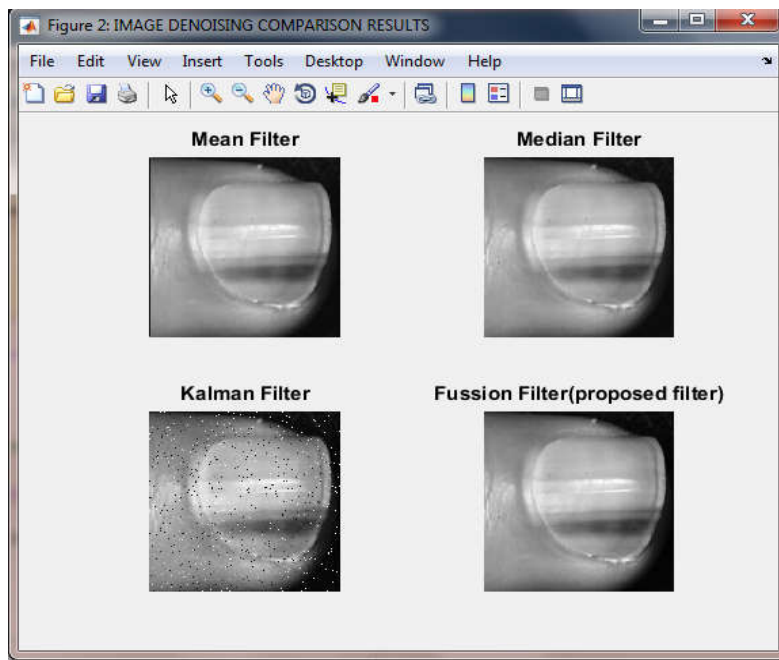 Figure 2: IMAGE DENOISING COMPARISON RESULTS
File Edit View Insert Tools Desktop Window Help
Mean Filter Median Filter
Kalman Filter Fussion Filter(proposed filter)